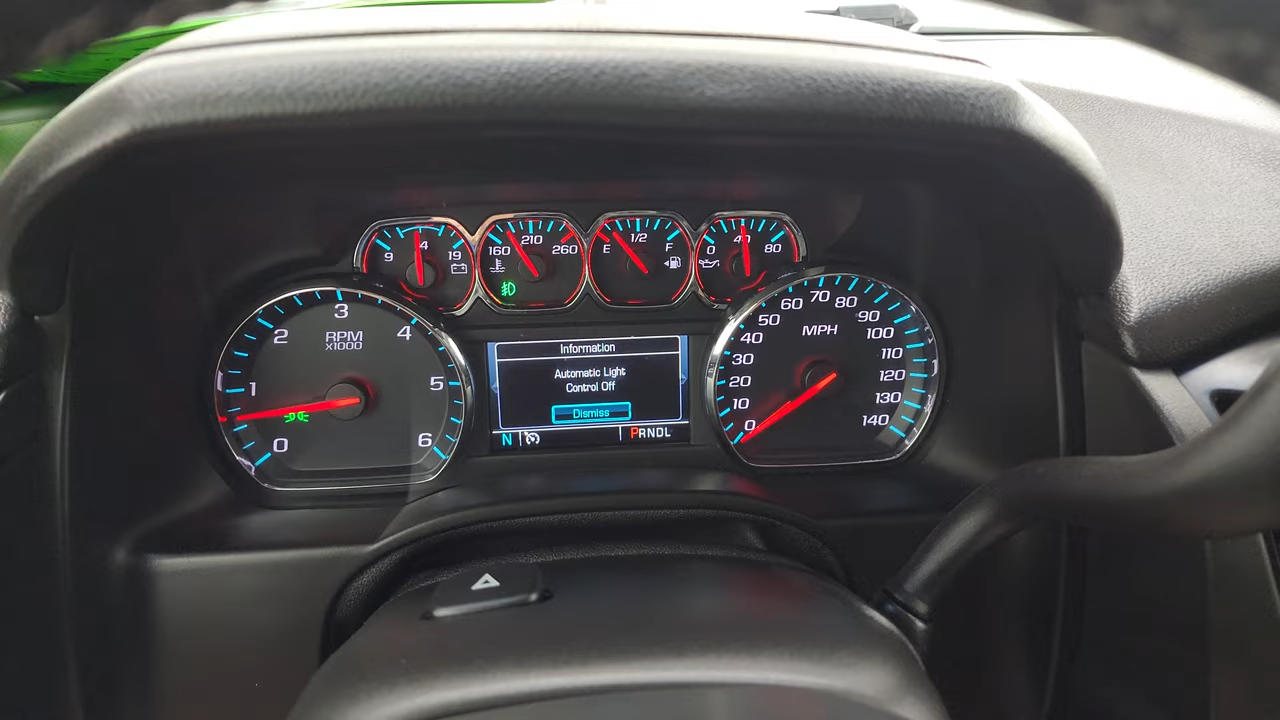 9 4 19
160 210 260
E 1/2 F
0 40 80
0 1 2 3 4 5 6
RPM
x1000
Information
Automatic Light
Control Off
Dismiss
N
PRNDL
0 10 20 30 40 50 60 70 80 90 100 110 120 130 140
MPH